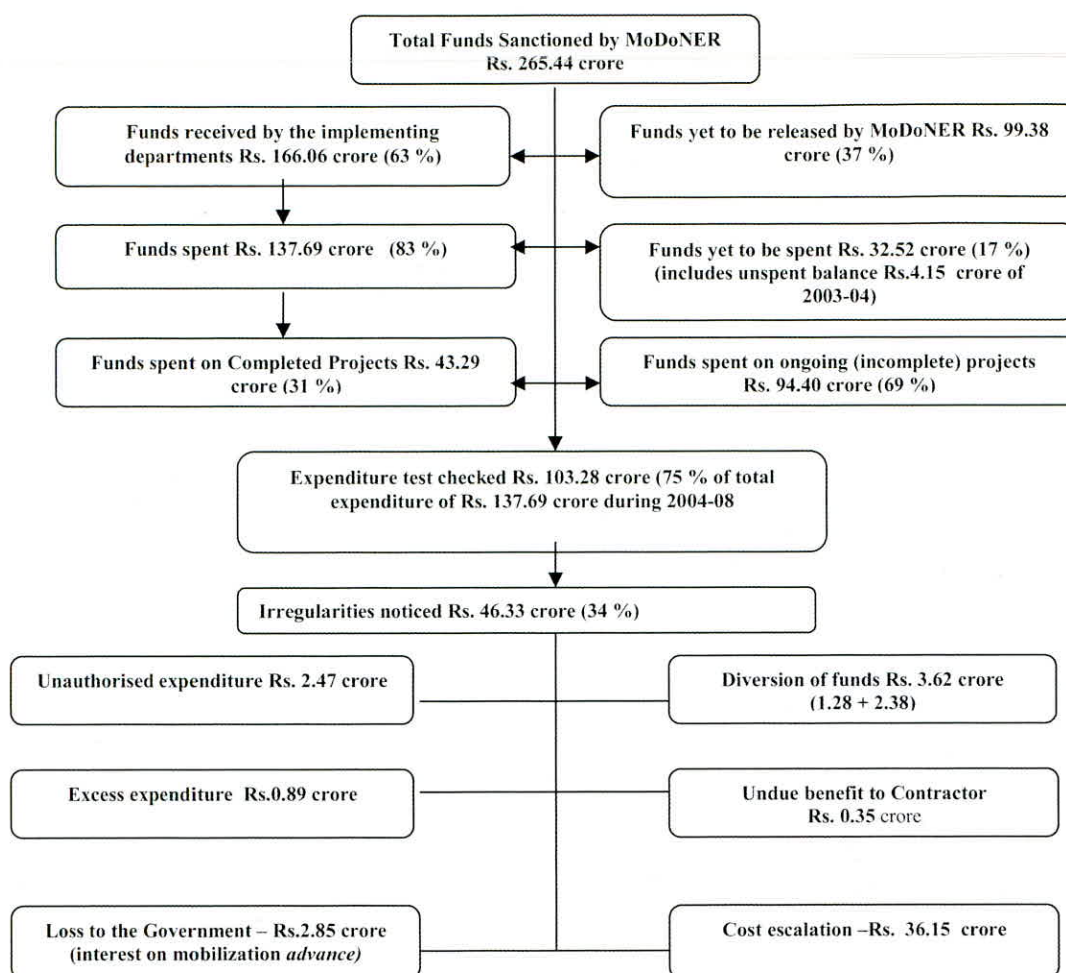 Total Funds Sanctioned by MoDoNER
Rs. 265.44 crore
Funds received by the implementing
departments Rs. 166.06 crore (63 %)
Funds yet to be released by MoDoNER Rs. 99.38
crore (37 %)
Funds spent Rs. 137.69 crore (83 %)
Funds yet to be spent Rs. 32.52 crore (17 %)
(includes unspent balance Rs.4.15 crore of
2003-04)
Funds spent on Completed Projects Rs. 43.29
crore (31 %)
Funds spent on ongoing (incomplete) projects
Rs. 94.40 crore (69 %)
Expenditure test checked Rs. 103.28 crore (75 % of total
expenditure of Rs. 137.69 crore during 2004-08
Irregularities noticed Rs. 46.33 crore (34 %)
Unauthorised expenditure Rs. 2.47 crore
Diversion of funds Rs. 3.62 crore
(1.28 + 2.38)
Excess expenditure Rs.0.89 crore
Undue benefit to Contractor
Rs. 0.35 crore
Loss to the Government – Rs.2.85 crore
(interest on mobilization advance)
Cost escalation –Rs. 36.15 crore